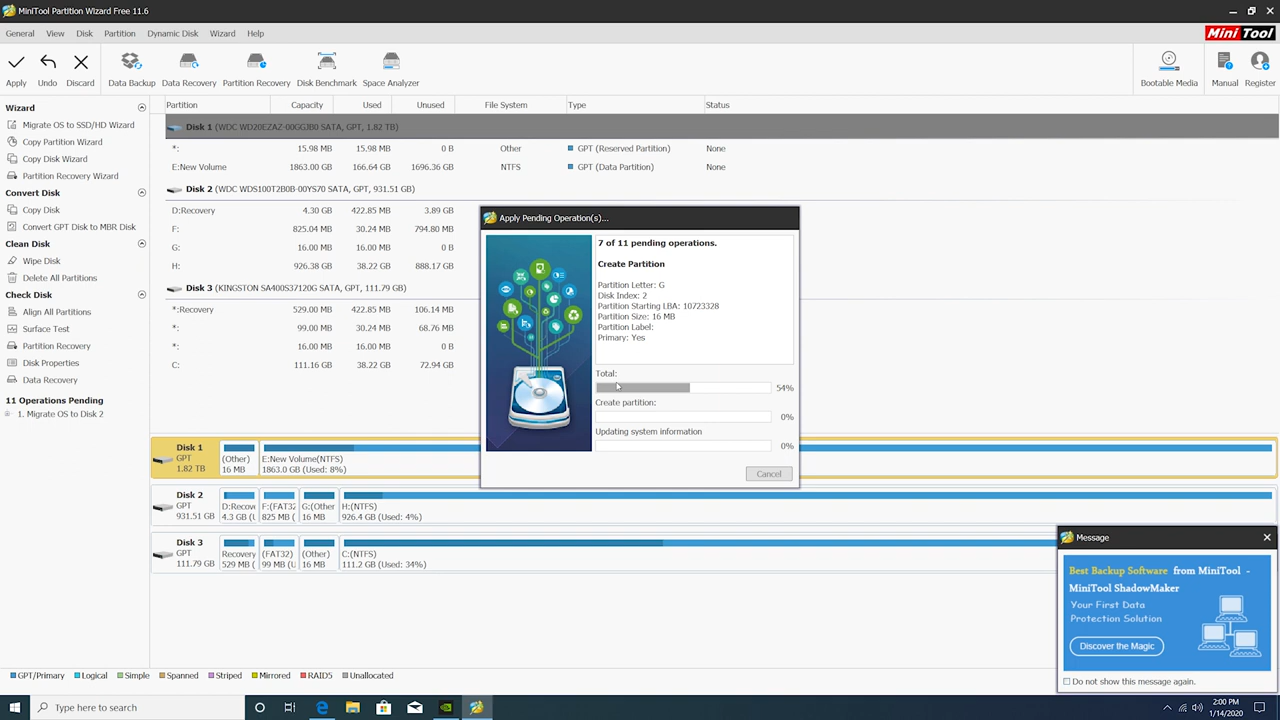 MiniTool Partition Wizard Free 11.6
General View Disk Partition Dynamic Disk Wizard Help
Mini Tool
Apply Undo Discard Data Backup Data Recovery Partition Recovery Disk Benchmark Space Analyzer Bootable Media Manual Register
Wizard
Migrate OS to SSD/HD Wizard
Copy Partition Wizard
Copy Disk Wizard
Partition Recovery Wizard
Convert Disk
Copy Disk
Convert GPT Disk to MBR Disk
Clean Disk
Wipe Disk
Delete All Partitions
Check Disk
Align All Partitions
Surface Test
Partition Recovery
Disk Properties
Data Recovery
11 Operations Pending
1. Migrate OS to Disk 2
Partition Capacity Used Unused File System Type Status
Disk 1 (WDC WD20EZAZ-00GGJB0 SATA, GPT, 1.82 TB)
*: 15.98 MB 15.98 MB 0 B Other GPT (Reserved Partition) None
E:New Volume 1863.00 GB 166.64 GB 1696.36 GB NTFS GPT (Data Partition) None
Disk 2 (WDC WDS100T2B0B-00YS70 SATA, GPT, 931.51 GB)
D:Recovery 4.30 GB 422.85 MB 3.89 GB
F: 825.04 MB 30.24 MB 794.80 MB
G: 16.00 MB 16.00 MB 0 B
H: 926.38 GB 38.22 GB 888.17 GB
Disk 3 (KINGSTON SA400S37120G SATA, GPT, 111.79 GB)
*:Recovery 529.00 MB 422.85 MB 106.14 MB
*: 99.00 MB 30.24 MB 68.76 MB
*: 16.00 MB 16.00 MB 0 B
C: 111.16 GB 38.22 GB 72.94 GB
Apply Pending Operation(s)...
7 of 11 pending operations.
Create Partition
Partition Letter: G
Disk Index: 2
Partition Starting LBA: 10723328
Partition Size: 16 MB
Partition Label:
Primary: Yes
Total:
54%
Create partition:
0%
Updating system information
0%
Cancel
Disk 1
GPT
1.82 TB
(Other)
16 MB
E:New Volume(NTFS)
1863.0 GB (Used: 8%)
Disk 2
GPT
931.51 GB
D:Recov
4.3 GB (U
F:(FAT32
825 MB (
G:(Other
16 MB
H:(NTFS)
926.4 GB (Used: 4%)
Disk 3
GPT
111.79 GB
Recovery
529 MB (
(FAT32)
99 MB (U
(Other)
16 MB
C:(NTFS)
111.2 GB (Used: 34%)
Message
Best Backup Software from MiniTool -
MiniTool ShadowMaker
Your First Data
Protection Solution
Discover the Magic
Do not show this message again.
GPT/Primary Logical Simple Spanned Striped Mirrored RAID5 Unallocated
Type here to search
2:00 PM
1/14/2020